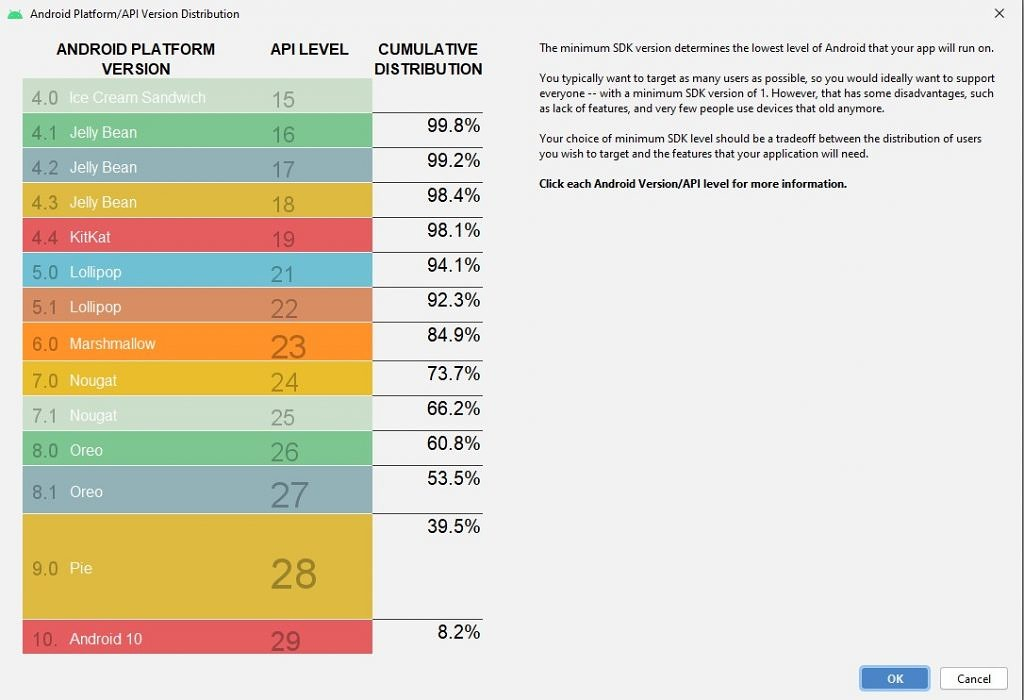 Android Platform/API Version Distribution
ANDROID PLATFORM VERSION API LEVEL CUMULATIVE DISTRIBUTION
4.0 Ice Cream Sandwich 15
4.1 Jelly Bean 16 99.8%
4.2 Jelly Bean 17 99.2%
4.3 Jelly Bean 18 98.4%
4.4 KitKat 19 98.1%
5.0 Lollipop 21 94.1%
5.1 Lollipop 22 92.3%
6.0 Marshmallow 23 84.9%
7.0 Nougat 24 73.7%
7.1 Nougat 25 66.2%
8.0 Oreo 26 60.8%
8.1 Oreo 27 53.5%
9.0 Pie 28 39.5%
10. Android 10 29 8.2%
The minimum SDK version determines the lowest level of Android that your app will run on.
You typically want to target as many users as possible, so you would ideally want to support
everyone -- with a minimum SDK version of 1. However, that has some disadvantages, such
as lack of features, and very few people use devices that old anymore.
Your choice of minimum SDK level should be a tradeoff between the distribution of users
you wish to target and the features that your application will need.
Click each Android Version/API level for more information.
OK Cancel